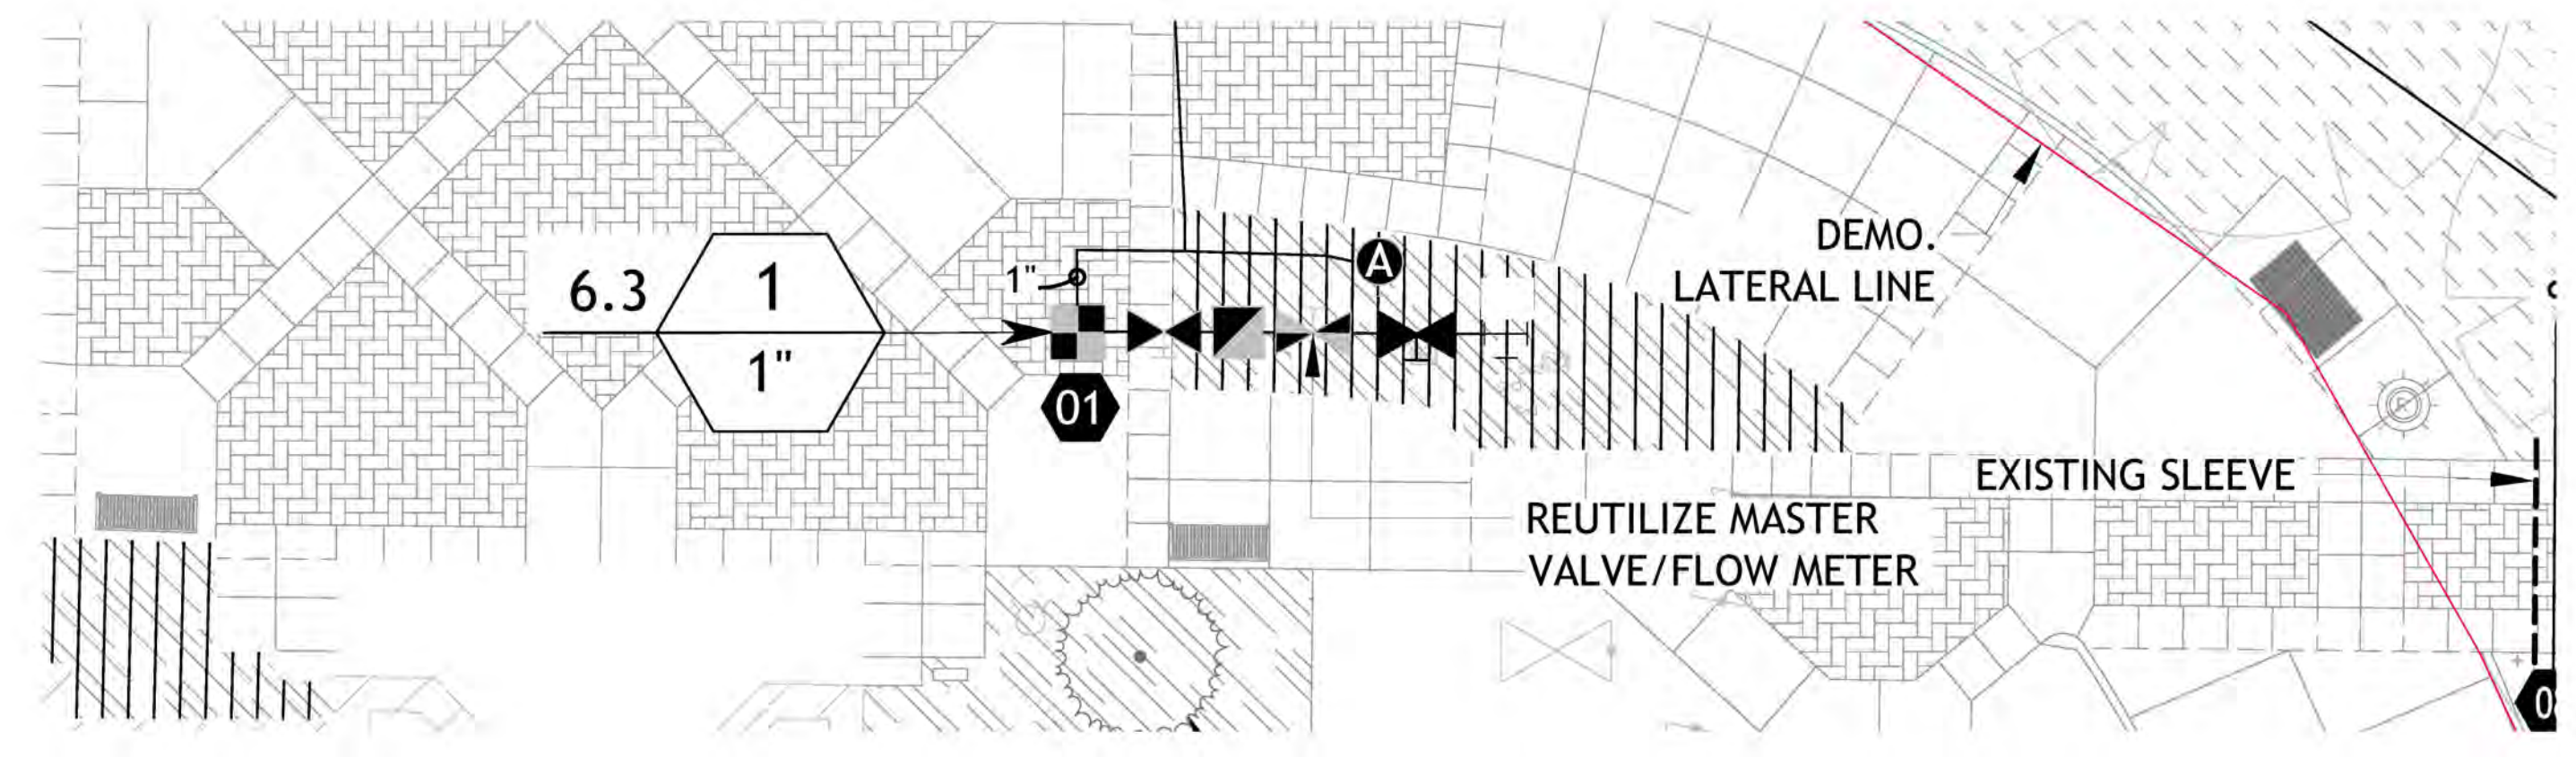 6.3
1
1"
1"
A
01
DEMO.
LATERAL LINE
EXISTING SLEEVE
REUTILIZE MASTER
VALVE/FLOW METER